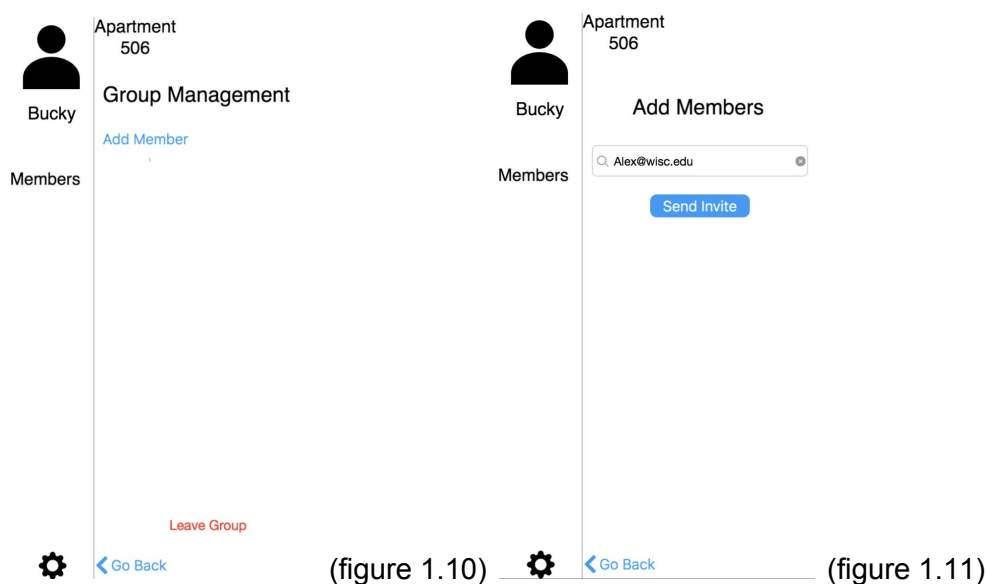 Apartment
506
Bucky
Group Management
Add Member
Members
Leave Group
Go Back
(figure 1.10)
Apartment
506
Bucky
Add Members
Alex@wisc.edu
Members
Send Invite
Go Back
(figure 1.11)